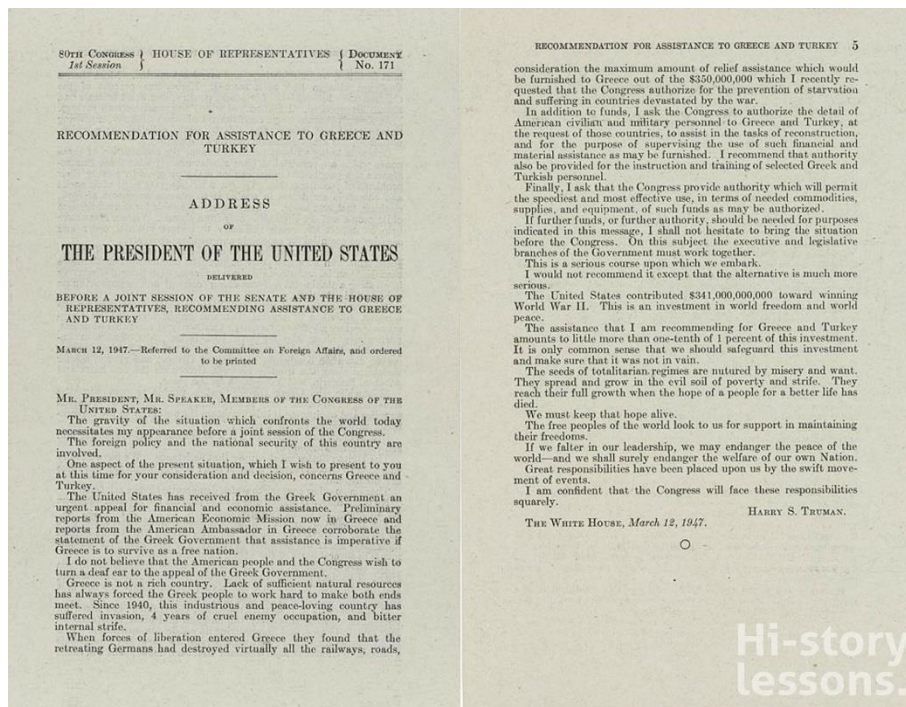 80TH CONGRESS } HOUSE OF REPRESENTATIVES { DOCUMENT
1st Session } { No. 171
RECOMMENDATION FOR ASSISTANCE TO GREECE AND
TURKEY
ADDRESS
OF
THE PRESIDENT OF THE UNITED STATES
DELIVERED
BEFORE A JOINT SESSION OF THE SENATE AND THE HOUSE OF
REPRESENTATIVES, RECOMMENDING ASSISTANCE TO GREECE
AND TURKEY
MARCH 12, 1947.—Referred to the Committee on Foreign Affairs, and ordered
to be printed
MR. PRESIDENT, MR. SPEAKER, MEMBERS OF THE CONGRESS OF THE
UNITED STATES:
The gravity of the situation which confronts the world today
necessitates my appearance before a joint session of the Congress.
The foreign policy and the national security of this country are
involved.
One aspect of the present situation, which I wish to present to you
at this time for your consideration and decision, concerns Greece and
Turkey.
The United States has received from the Greek Government an
urgent appeal for financial and economic assistance. Preliminary
reports from the American Economic Mission now in Greece and
reports from the American Ambassador in Greece corroborate the
statement of the Greek Government that assistance is imperative if
Greece is to survive as a free nation.
I do not believe that the American people and the Congress wish to
turn a deaf ear to the appeal of the Greek Government.
Greece is not a rich country. Lack of sufficient natural resources
has always forced the Greek people to work hard to make both ends
meet. Since 1940, this industrious and peace-loving country has
suffered invasion, 4 years of cruel enemy occupation, and bitter
internal strife.
When forces of liberation entered Greece they found that the
retreating Germans had destroyed virtually all the railways, roads,
RECOMMENDATION FOR ASSISTANCE TO GREECE AND TURKEY 5
consideration the maximum amount of relief assistance which would
be furnished to Greece out of the $350,000,000 which I recently re-
quested that the Congress authorize for the prevention of starvation
and suffering in countries devastated by the war.
In addition to funds, I ask the Congress to authorize the detail of
American civilian and military personnel to Greece and Turkey, at
the request of those countries, to assist in the tasks of reconstruction,
and for the purpose of supervising the use of such financial and
material assistance as may be furnished. I recommend that authority
also be provided for the instruction and training of selected Greek and
Turkish personnel.
Finally, I ask that the Congress provide authority which will permit
the speediest and most effective use, in terms of needed commodities,
supplies, and equipment, of such funds as may be authorized.
If further funds, or further authority, should be needed for purposes
indicated in this message, I shall not hesitate to bring the situation
before the Congress. On this subject the executive and legislative
branches of the Government must work together.
This is a serious course upon which we embark.
I would not recommend it except that the alternative is much more
serious.
The United States contributed $341,000,000,000 toward winning
World War II. This is an investment in world freedom and world
peace.
The assistance that I am recommending for Greece and Turkey
amounts to little more than one-tenth of 1 percent of this investment.
It is only common sense that we should safeguard this investment
and make sure that it was not in vain.
The seeds of totalitarian regimes are nutured by misery and want.
They spread and grow in the evil soil of poverty and strife. They
reach their full growth when the hope of a people for a better life has
died.
We must keep that hope alive.
The free peoples of the world look to us for support in maintaining
their freedoms.
If we falter in our leadership, we may endanger the peace of the
world—and we shall surely endanger the welfare of our own Nation.
Great responsibilities have been placed upon us by the swift move-
ment of events.
I am confident that the Congress will face these responsibilities
squarely.
HARRY S. TRUMAN.
THE WHITE HOUSE, March 12, 1947.
Hi-story
lessons.